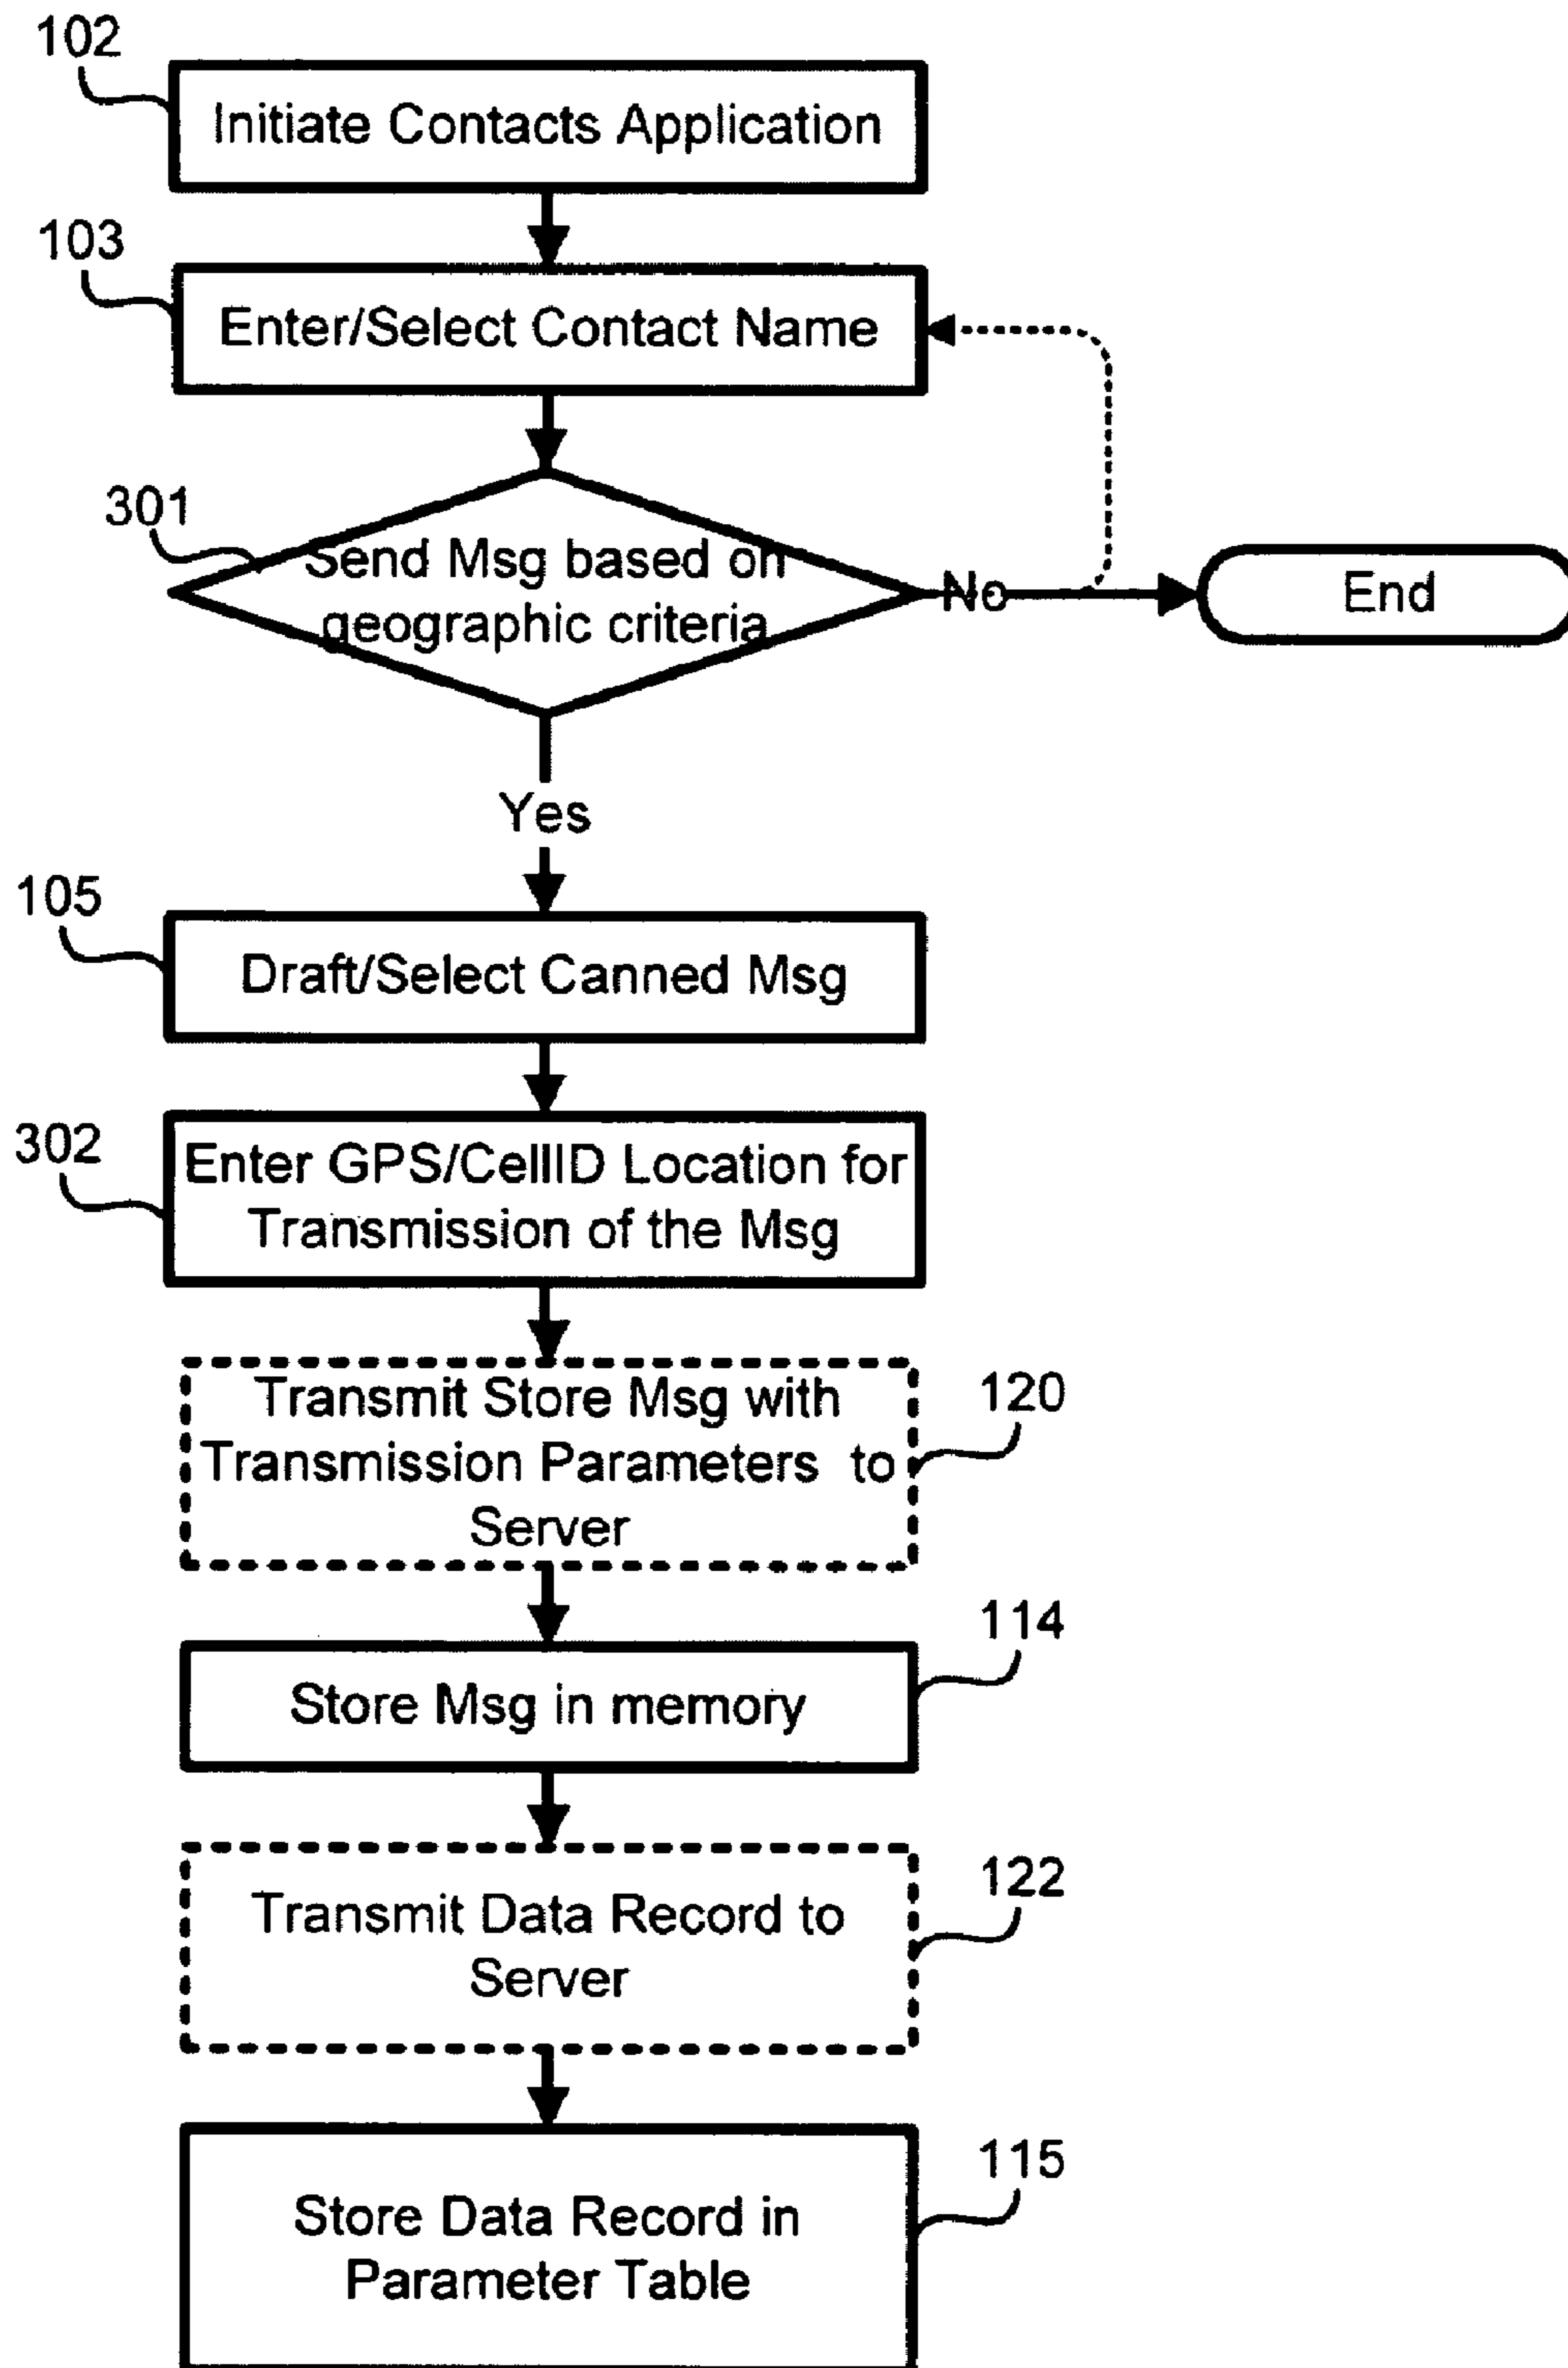 102
Initiate Contacts Application
103
Enter/Select Contact Name
301
Send Msg based on
geographic criteria
No
End
Yes
105
Draft/Select Canned Msg
302
Enter GPS/CellID Location for
Transmission of the Msg
Transmit Store Msg with
Transmission Parameters to
Server
120
Store Msg in memory
114
Transmit Data Record to
Server
122
Store Data Record in
Parameter Table
115